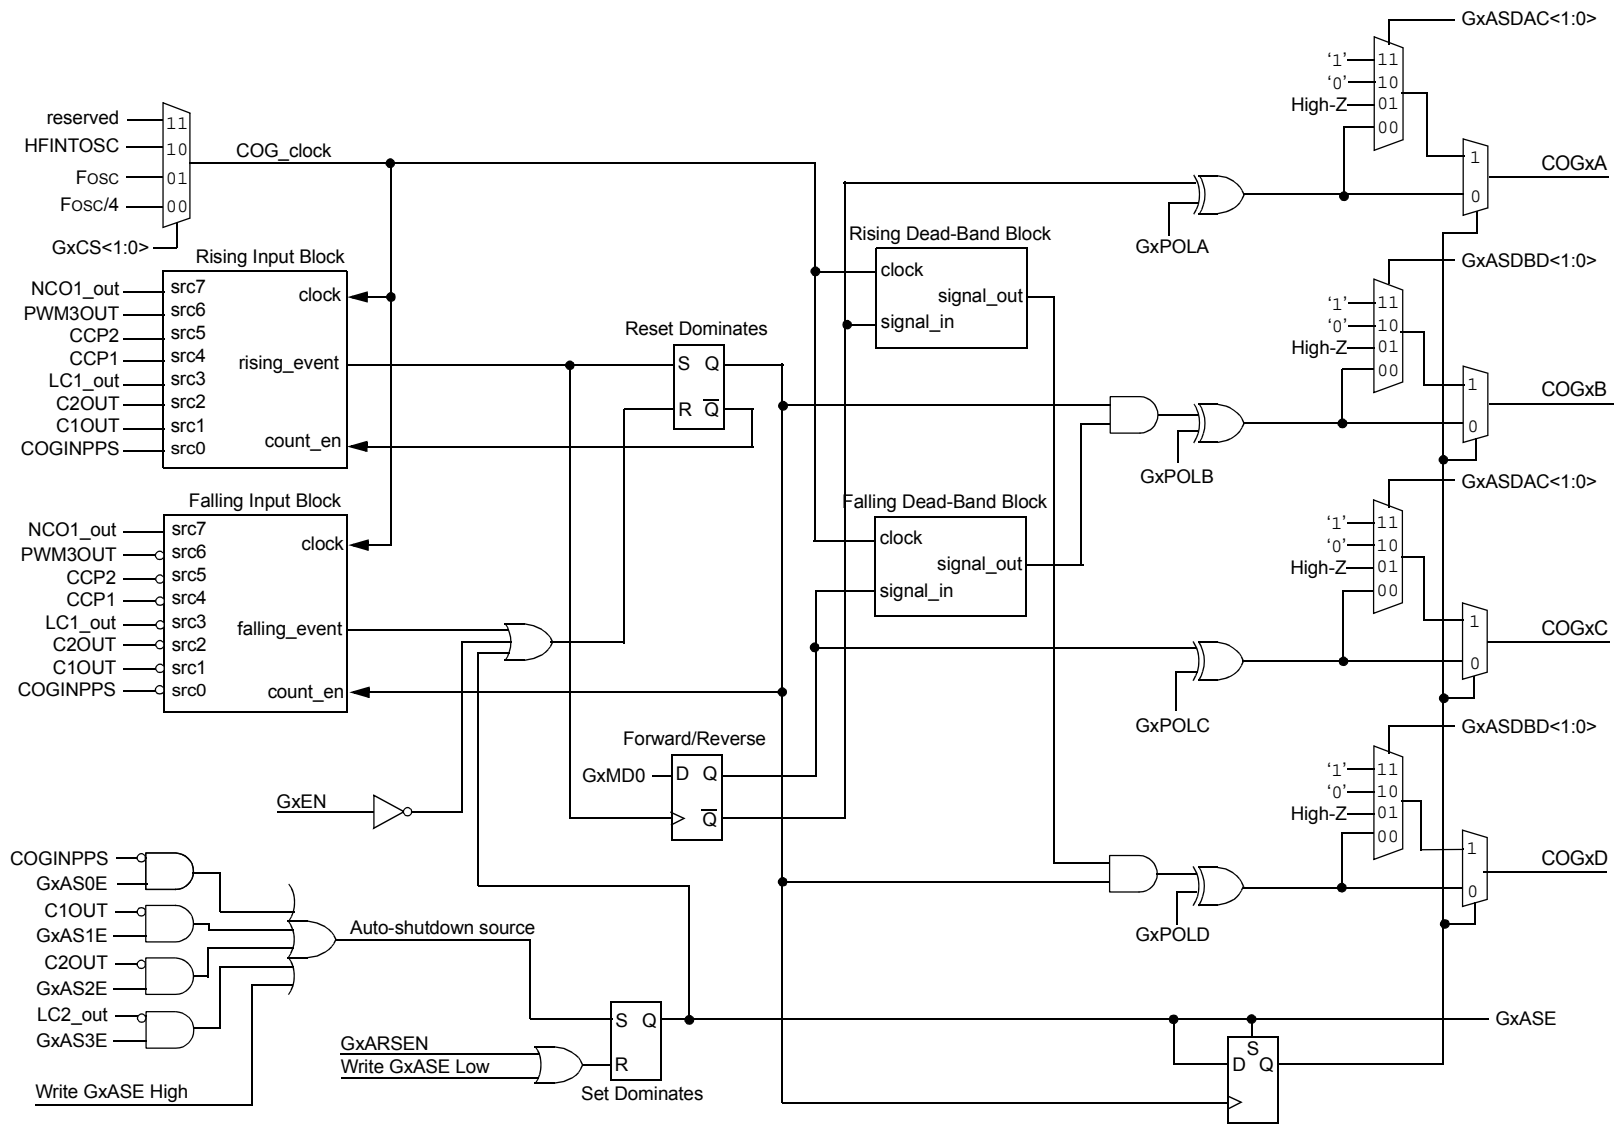 GxASDAC<1:0>
'1' 11
'0' 10
High-Z 01
00
reserved 11
HFINTOSC 10
FOSC 01
FOSC/4 00
GxCS<1:0>
COG_clock
1
0
COGxA
GxPOLA
Rising Input Block
NCO1_out src7
PWM3OUT src6
CCP2 src5
CCP1 src4
LC1_out src3
C2OUT src2
C1OUT src1
COGINPPS src0
clock
rising_event
count_en
Reset Dominates
S Q
R Q
Rising Dead-Band Block
clock
signal_out
signal_in
GxASDBD<1:0>
'1' 11
'0' 10
High-Z 01
00
1
0
COGxB
GxPOLB
Falling Input Block
NCO1_out src7
PWM3OUT src6
CCP2 src5
CCP1 src4
LC1_out src3
C2OUT src2
C1OUT src1
COGINPPS src0
clock
falling_event
count_en
Falling Dead-Band Block
clock
signal_out
signal_in
GxASDAC<1:0>
'1' 11
'0' 10
High-Z 01
00
1
0
COGxC
GxPOLC
Forward/Reverse
GxMD0 D Q
Q
GxEN
GxASDBD<1:0>
'1' 11
'0' 10
High-Z 01
00
1
0
COGxD
GxPOLD
COGINPPS
GxAS0E
C1OUT
GxAS1E
C2OUT
GxAS2E
LC2_out
GxAS3E
Write GxASE High
Auto-shutdown source
GxARSEN
Write GxASE Low
S Q
R
Set Dominates
GxASE
S
D Q